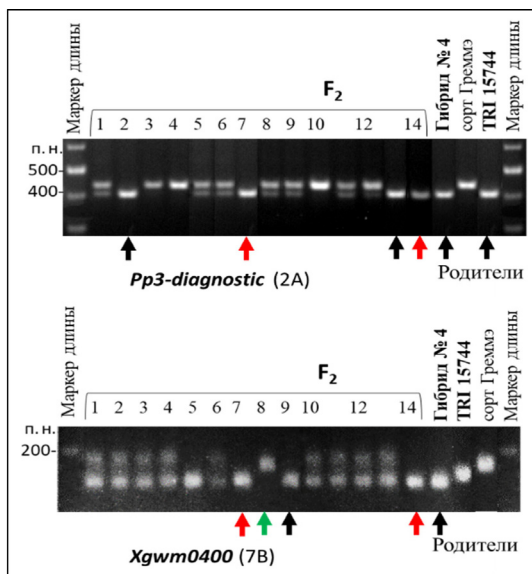 Маркер длины
F2
Гибрид № 4
сорт Греммэ
TRI 15744
Маркер длины
1 2 3 4 5 6 7 8 9 10 12 14
п. н.
500
400
Pp3-diagnostic (2A)
Родители
Маркер длины
F2
Гибрид № 4
TRI 15744
сорт Греммэ
Маркер длины
1 2 3 4 5 6 7 8 9 10 12 14
п. н.
200
Xgwm0400 (7B)
Родители